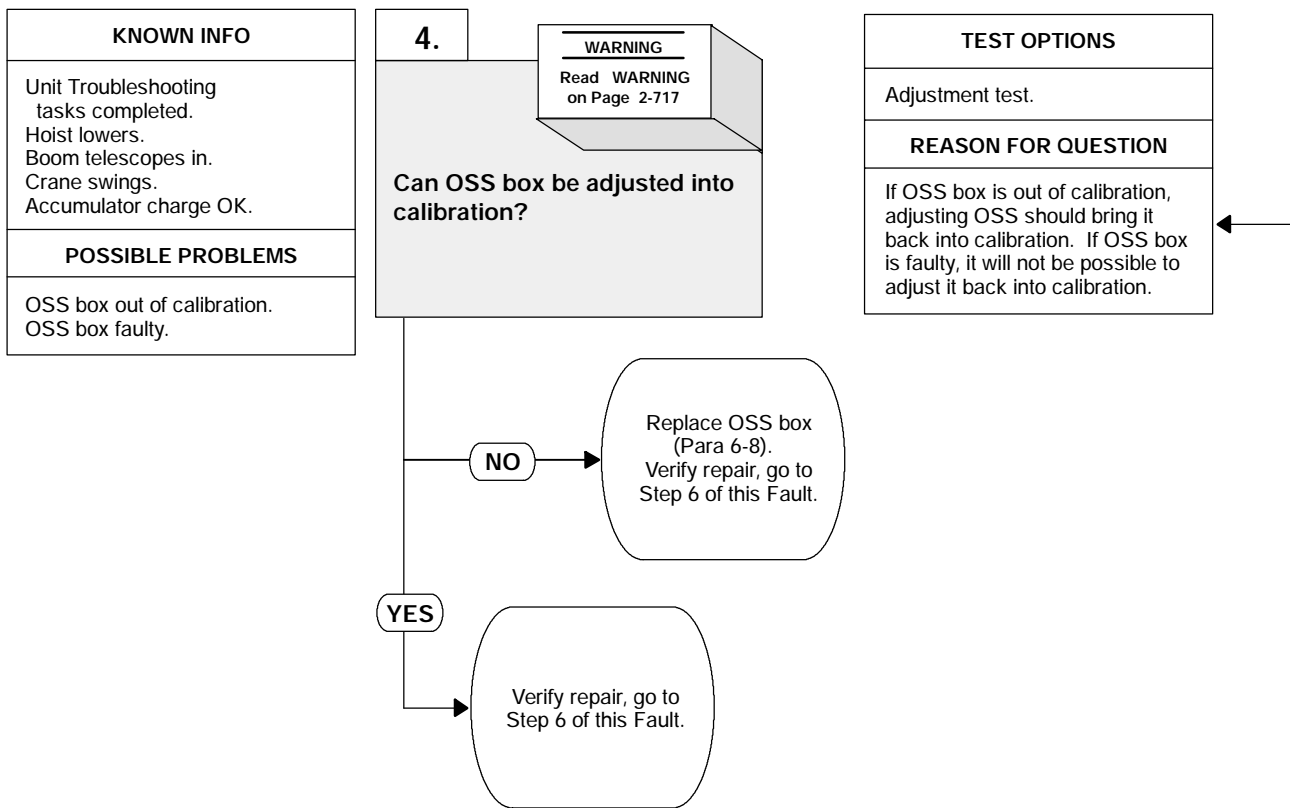 KNOWN INFO
Unit Troubleshooting
tasks completed.
Hoist lowers.
Boom telescopes in.
Crane swings.
Accumulator charge OK.
POSSIBLE PROBLEMS
OSS box out of calibration.
OSS box faulty.
4.
WARNING
Read WARNING
on Page 2-717
Can OSS box be adjusted into
calibration?
TEST OPTIONS
Adjustment test.
REASON FOR QUESTION
If OSS box is out of calibration,
adjusting OSS should bring it
back into calibration. If OSS box
is faulty, it will not be possible to
adjust it back into calibration.
NO
Replace OSS box
(Para 6-8).
Verify repair, go to
Step 6 of this Fault.
YES
Verify repair, go to
Step 6 of this Fault.